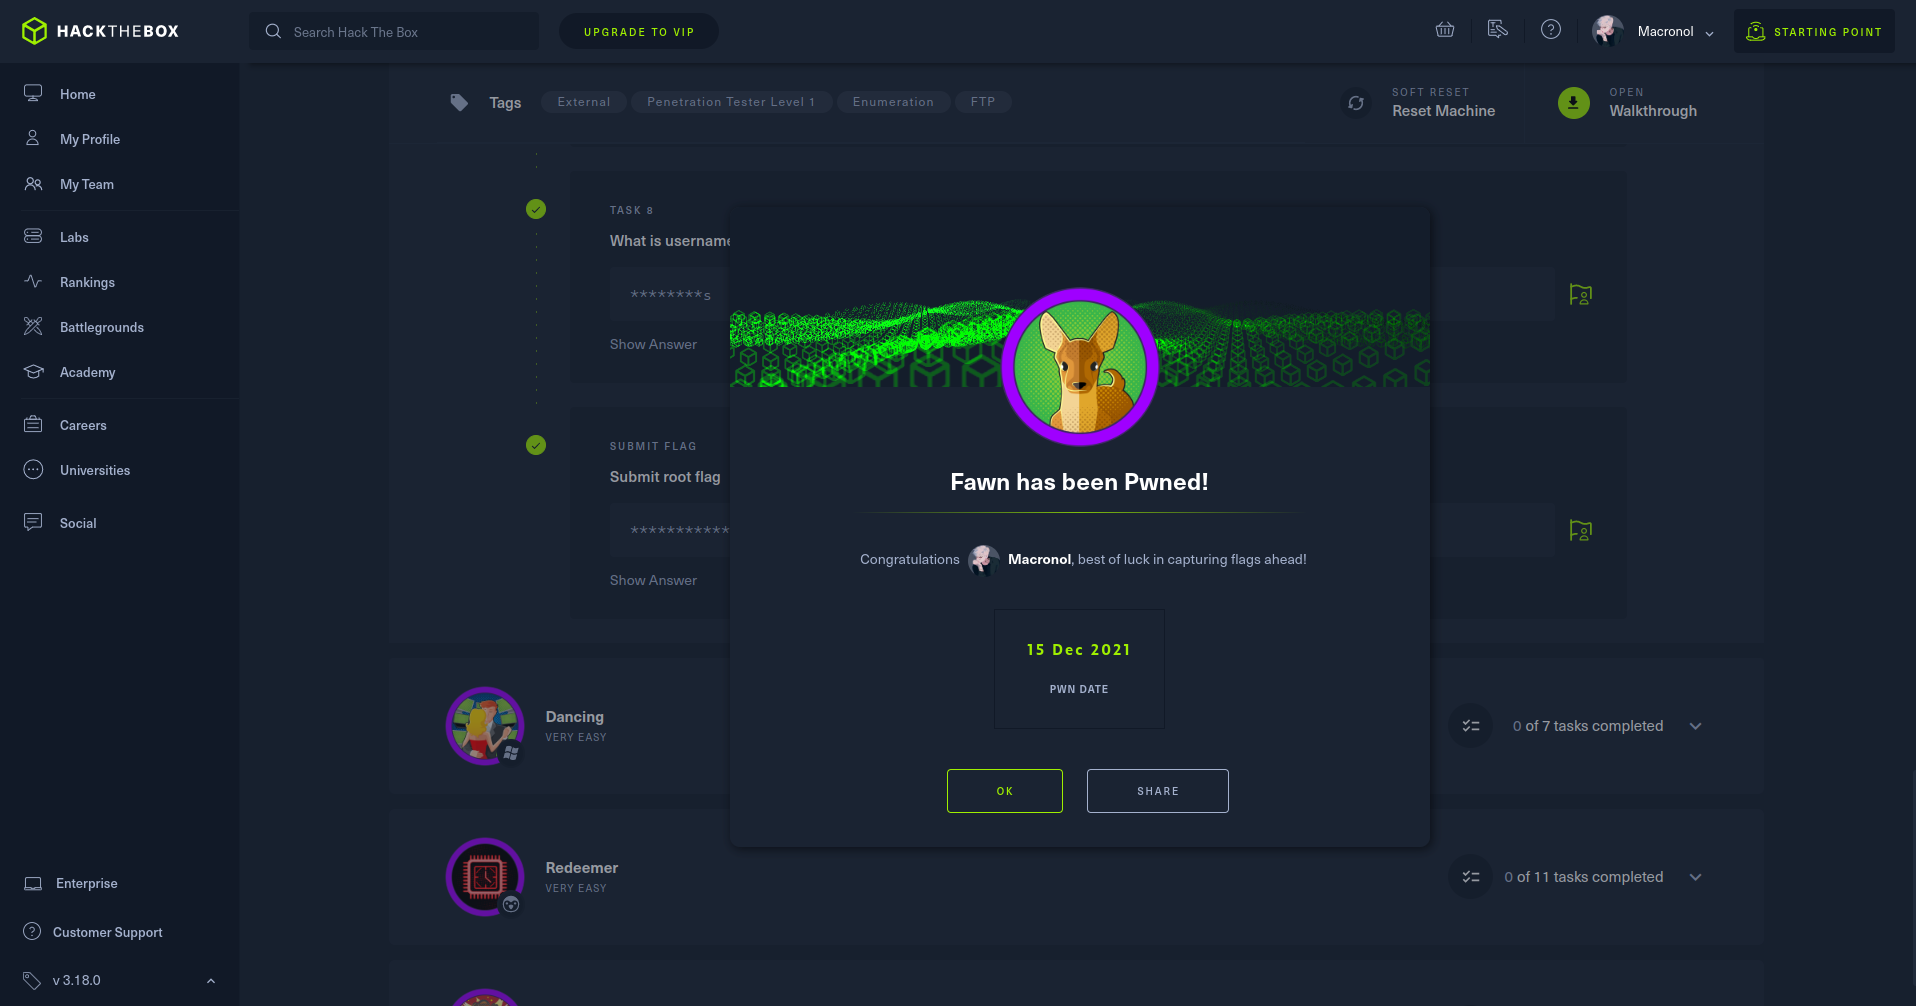 HACKTHEBOX
Search Hack The Box
UPGRADE TO VIP
Macronol
STARTING POINT
Home
My Profile
My Team
Labs
Rankings
Battlegrounds
Academy
Careers
Universities
Social
Enterprise
Customer Support
v 3.18.0
Tags
External
Penetration Tester Level 1
Enumeration
FTP
SOFT RESET
Reset Machine
OPEN
Walkthrough
TASK 8
What is username
********s
Show Answer
SUBMIT FLAG
Submit root flag
***********
Show Answer
Fawn has been Pwned!
Congratulations Macronol, best of luck in capturing flags ahead!
15 Dec 2021
PWN DATE
OK
SHARE
Dancing
VERY EASY
0 of 7 tasks completed
Redeemer
VERY EASY
0 of 11 tasks completed